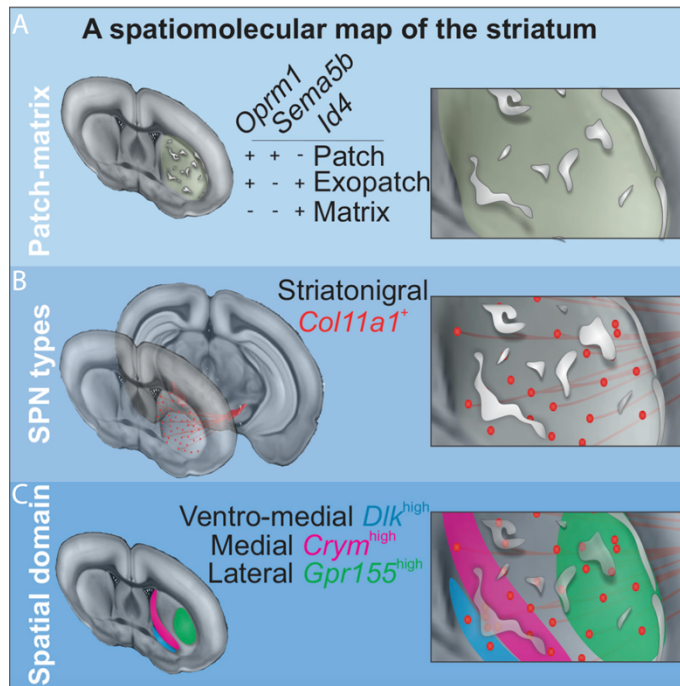 A
A spatiomolecular map of the striatum
Patch-matrix
Oprm1 Sema5b Id4
+ + - Patch
+ - + Exopatch
- - + Matrix
B
SPN types
Striatonigral
Col11a1+
C
Spatial domain
Ventro-medial Dlkhigh
Medial Crymhigh
Lateral Gpr155high